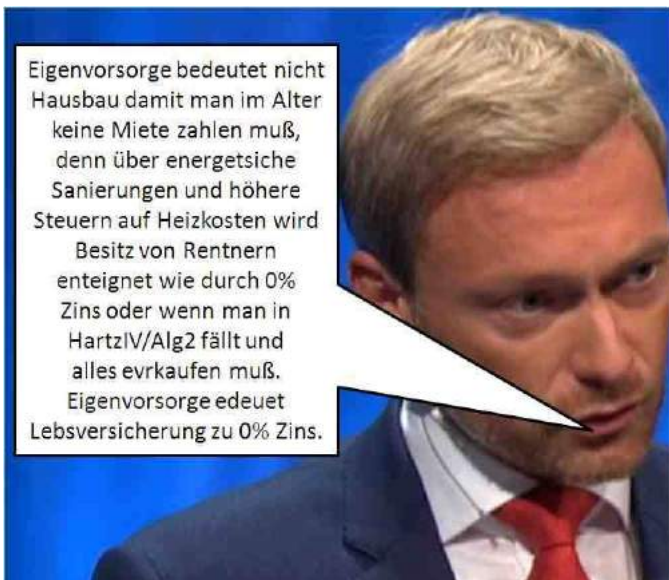 Eigenvorsorge bedeutet nicht
Hausbau damit man im Alter
keine Miete zahlen muß,
denn über energetsiche
Sanierungen und höhere
Steuern auf Heizkosten wird
Besitz von Rentnern
enteignet wie durch 0%
Zins oder wenn man in
HartzIV/Alg2 fällt und
alles evrkaufen muß.
Eigenvorsorge edeuet
Lebsversicherung zu 0% Zins.